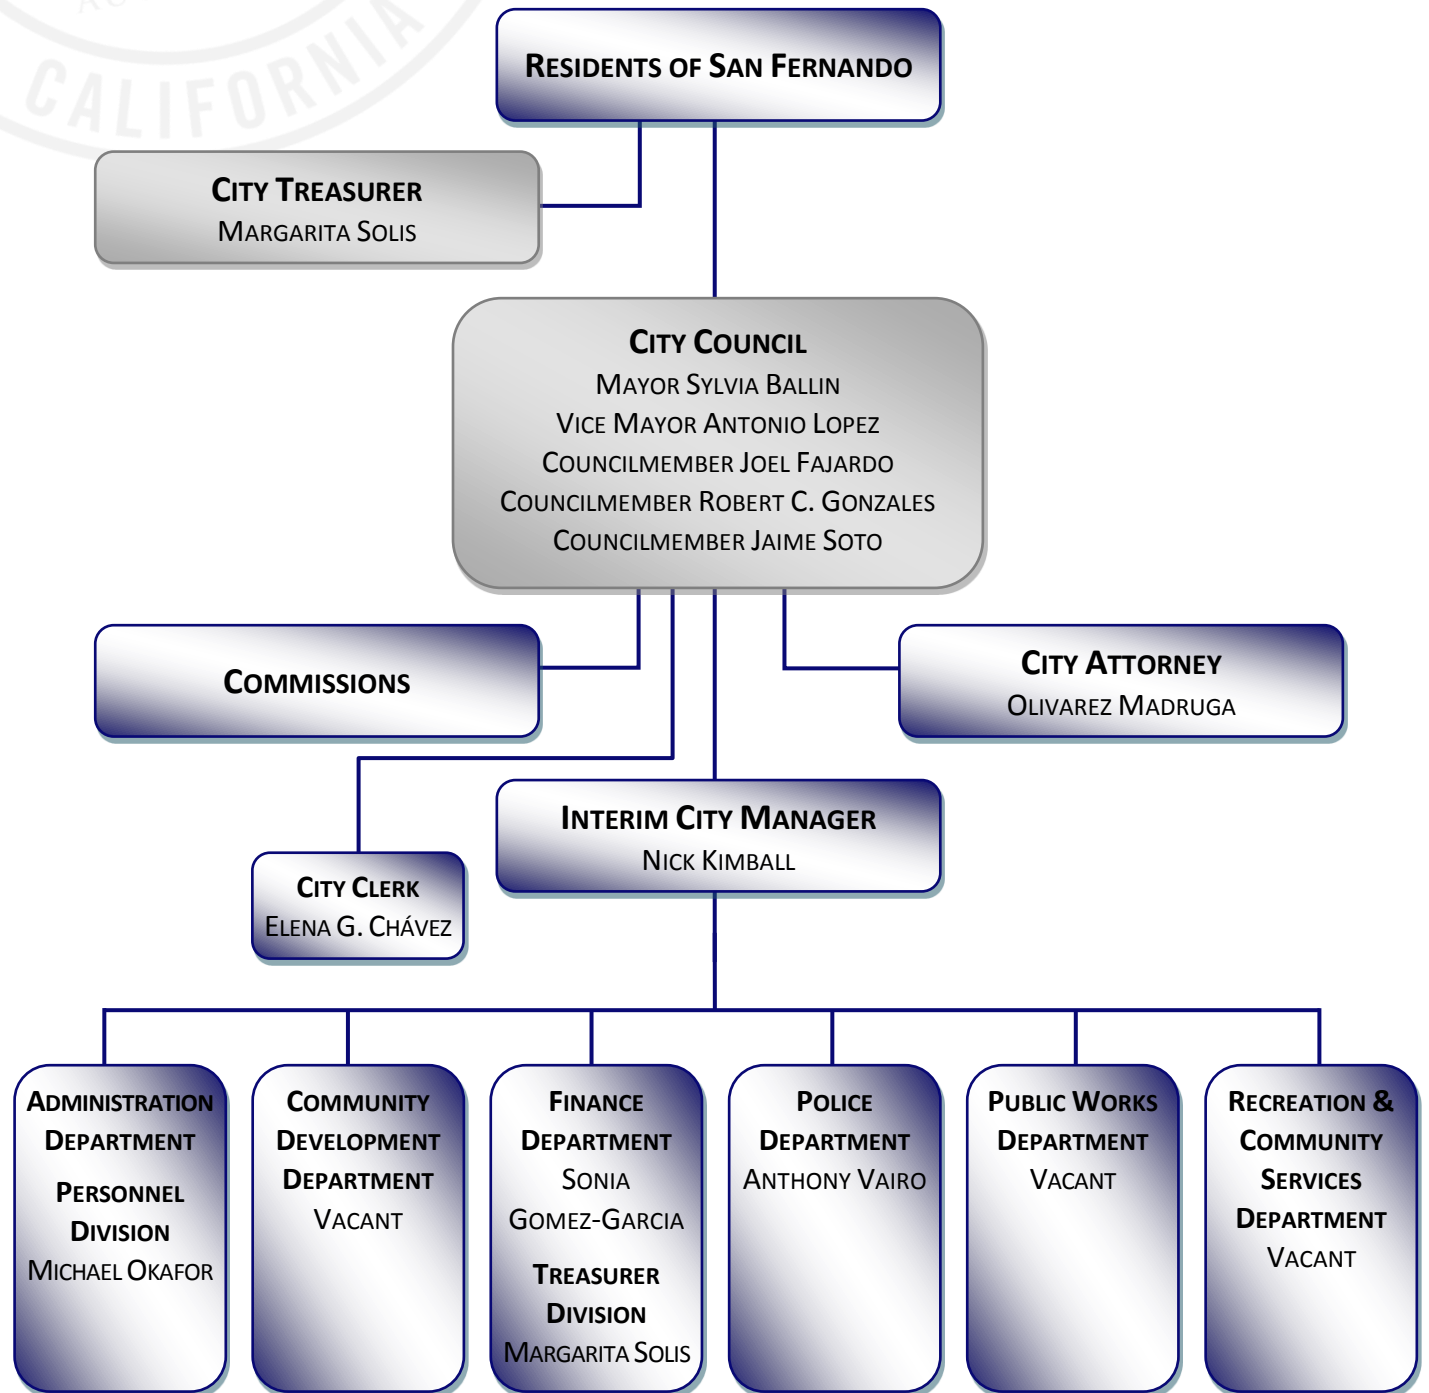 CALIFORNIA
RESIDENTS OF SAN FERNANDO
CITY TREASURER
MARGARITA SOLIS
CITY COUNCIL
MAYOR SYLVIA BALLIN
VICE MAYOR ANTONIO LOPEZ
COUNCILMEMBER JOEL FAJARDO
COUNCILMEMBER ROBERT C. GONZALES
COUNCILMEMBER JAIME SOTO
COMMISSIONS
CITY ATTORNEY
OLIVAREZ MADRUGA
INTERIM CITY MANAGER
NICK KIMBALL
CITY CLERK
ELENA G. CHÁVEZ
ADMINISTRATION
DEPARTMENT
PERSONNEL
DIVISION
MICHAEL OKAFOR
COMMUNITY
DEVELOPMENT
DEPARTMENT
VACANT
FINANCE
DEPARTMENT
SONIA
GOMEZ-GARCIA
TREASURER
DIVISION
MARGARITA SOLIS
POLICE
DEPARTMENT
ANTHONY VAIRO
PUBLIC WORKS
DEPARTMENT
VACANT
RECREATION &
COMMUNITY
SERVICES
DEPARTMENT
VACANT